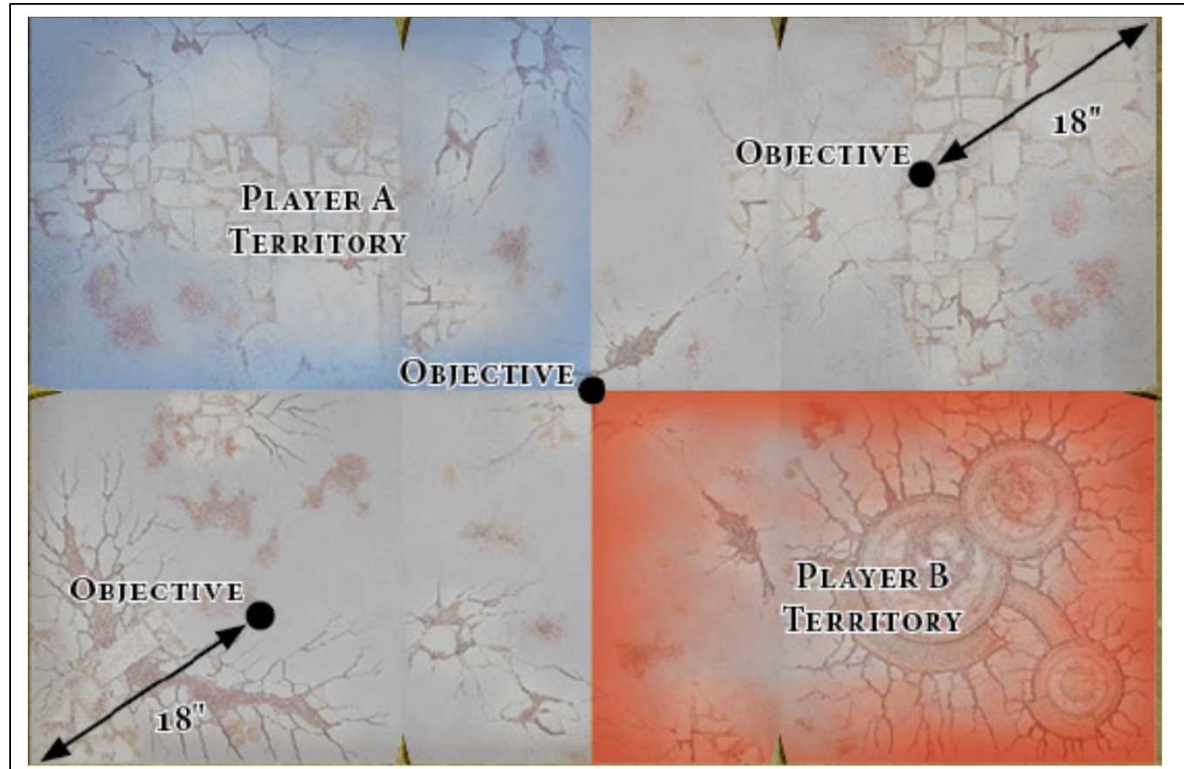 18"
OBJECTIVE
PLAYER A
TERRITORY
OBJECTIVE
OBJECTIVE
PLAYER B
TERRITORY
18"